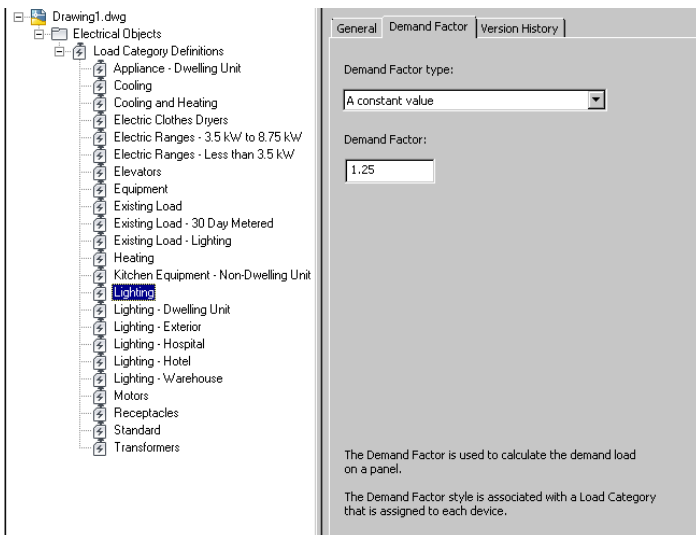 Drawing1.dwg
Electrical Objects
Load Category Definitions
Appliance - Dwelling Unit
Cooling
Cooling and Heating
Electric Clothes Dryers
Electric Ranges - 3.5 kW to 8.75 kW
Electric Ranges - Less than 3.5 kW
Elevators
Equipment
Existing Load
Existing Load - 30 Day Metered
Existing Load - Lighting
Heating
Kitchen Equipment - Non-Dwelling Unit
Lighting
Lighting - Dwelling Unit
Lighting - Exterior
Lighting - Hospital
Lighting - Hotel
Lighting - Warehouse
Motors
Receptacles
Standard
Transformers
General Demand Factor Version History
Demand Factor type:
A constant value
Demand Factor:
1.25
The Demand Factor is used to calculate the demand load
on a panel.
The Demand Factor style is associated with a Load Category
that is assigned to each device.